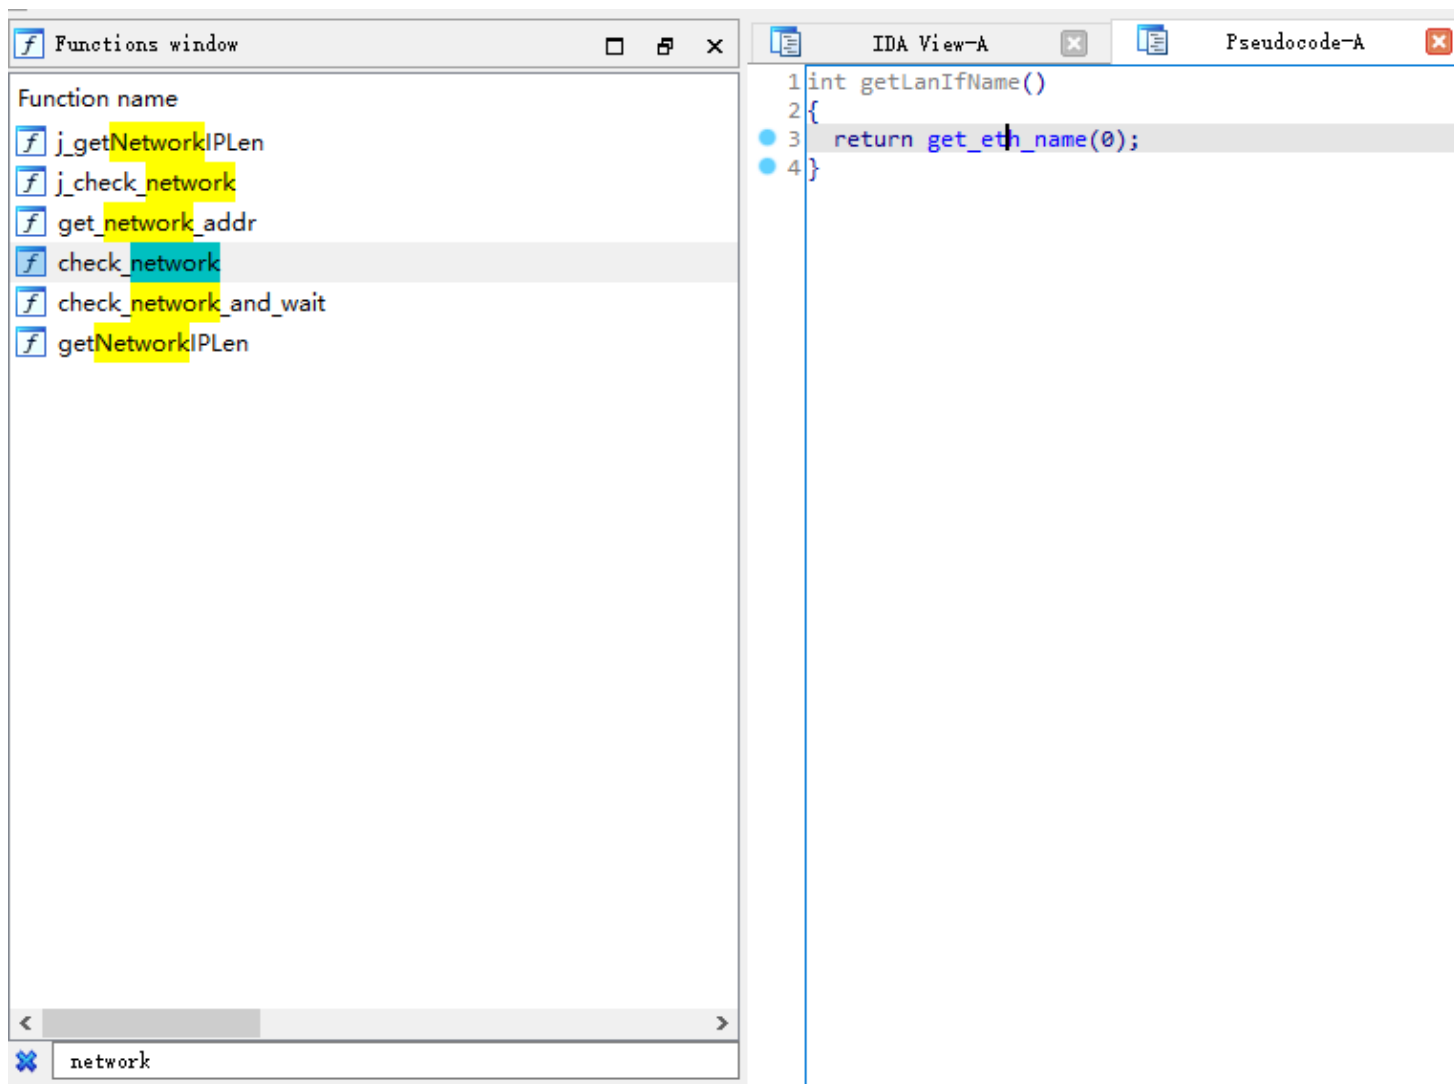 Functions window
Function name
j_getNetworkIPLen
j_check_network
get_network_addr
check_network
check_network_and_wait
getNetworkIPLen
network
IDA View-A
Pseudocode-A
1 int getLanIfName()
2 {
3 return get_eth_name(0);
4 }